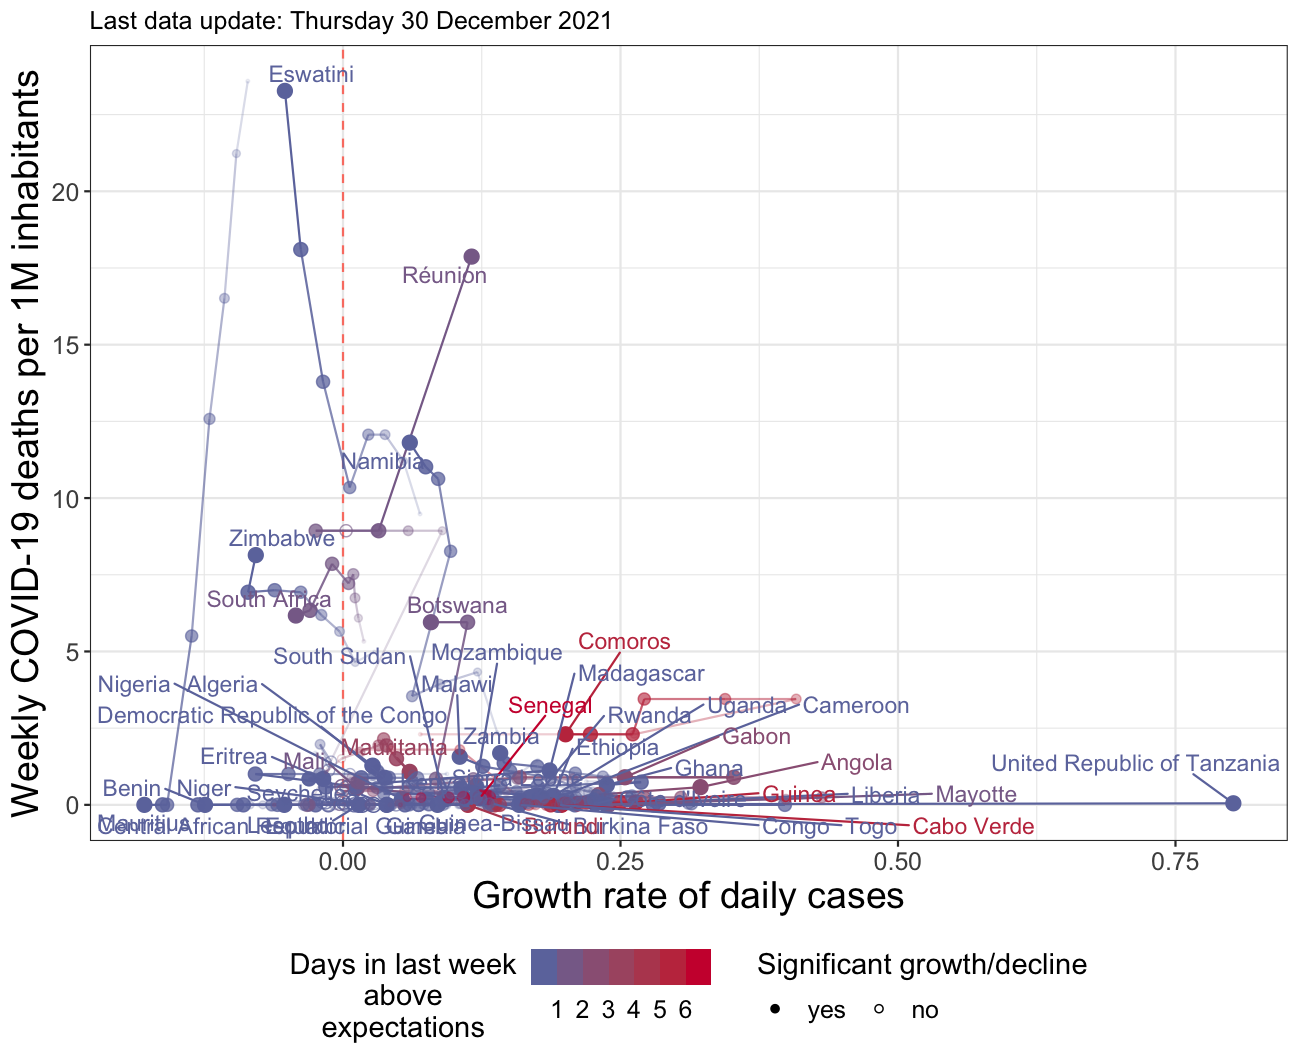 Last data update: Thursday 30 December 2021
Weekly COVID-19 deaths per 1M inhabitants
20
15
10
5
0
Eswatini
Réunion
Namibia
Zimbabwe
South Africa
Botswana
Comoros
South Sudan
Mozambique
Madagascar
Nigeria
Algeria
Malawi
Senegal
Uganda
Cameroon
Democratic Republic of the Congo
Rwanda
Zambia
Gabon
Eritrea
Mali
Mauritania
Ethiopia
Ghana
Angola
United Republic of Tanzania
Benin
Niger
Seychelles
Guinea
Liberia
Mayotte
Mauritius
Central African Republic
Lesotho
Equatorial Guinea
Gambia
Guinea-Bissau
Burundi
Burkina Faso
Congo
Togo
Cabo Verde
0.00
0.25
0.50
0.75
Growth rate of daily cases
Days in last week
above
expectations
1 2 3 4 5 6
Significant growth/decline
yes
no